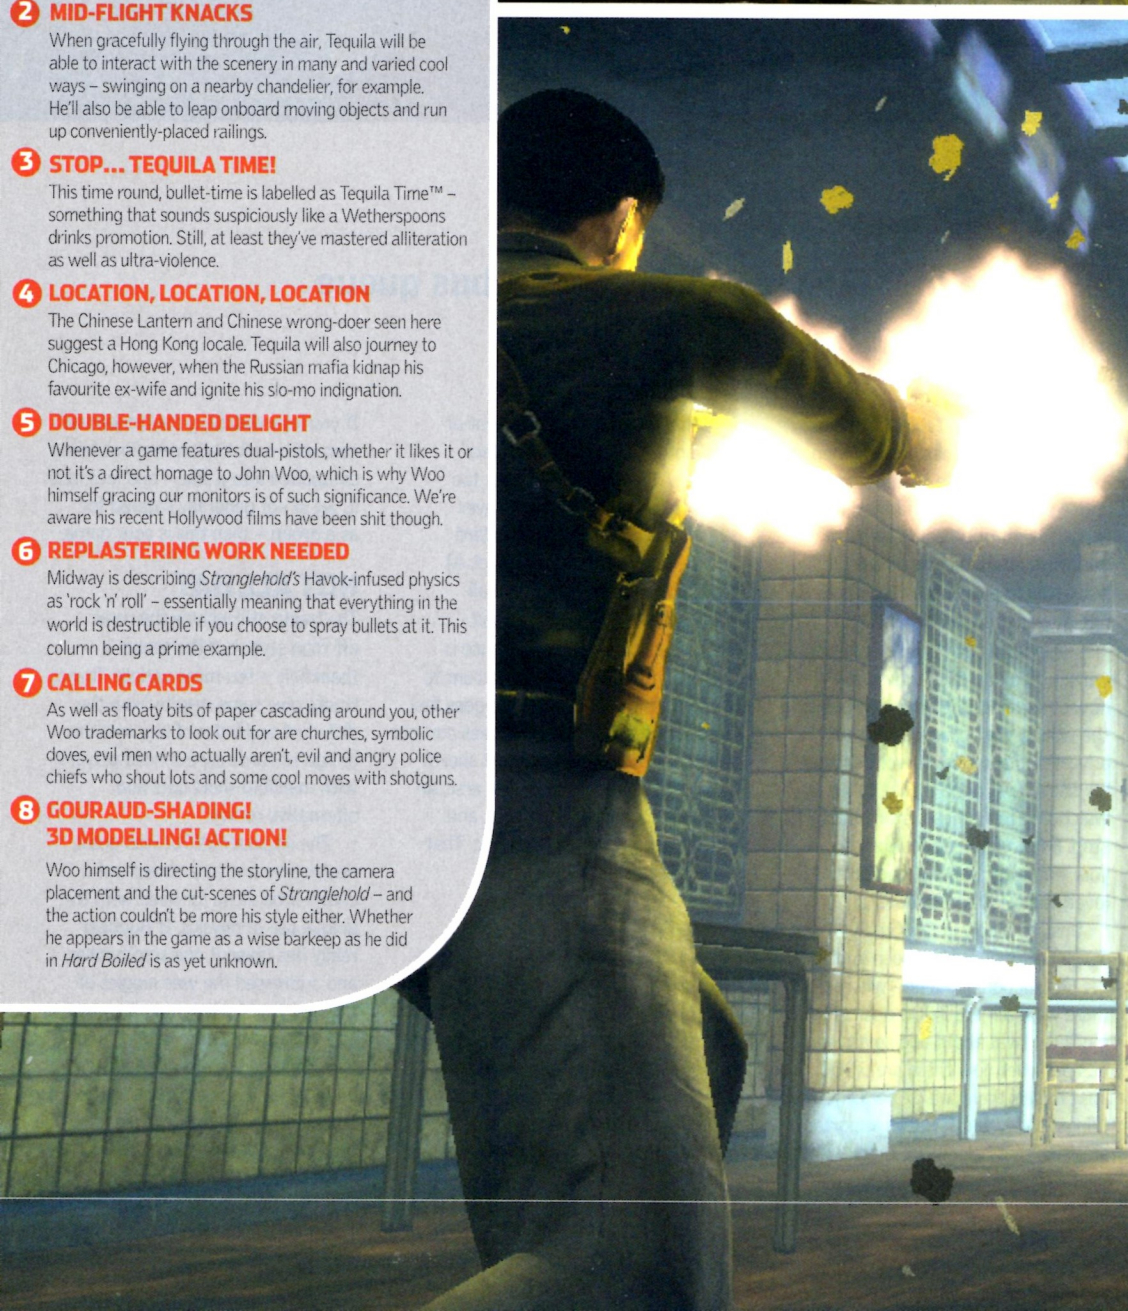 2 MID-FLIGHT KNACKS
When gracefully flying through the air, Tequila will be
able to interact with the scenery in many and varied cool
ways – swinging on a nearby chandelier, for example.
He'll also be able to leap onboard moving objects and run
up conveniently-placed railings.
3 STOP... TEQUILA TIME!
This time round, bullet-time is labelled as Tequila Time™ –
something that sounds suspiciously like a Wetherspoons
drinks promotion. Still, at least they've mastered alliteration
as well as ultra-violence.
4 LOCATION, LOCATION, LOCATION
The Chinese Lantern and Chinese wrong-doer seen here
suggest a Hong Kong locale. Tequila will also journey to
Chicago, however, when the Russian mafia kidnap his
favourite ex-wife and ignite his slo-mo indignation.
5 DOUBLE-HANDED DELIGHT
Whenever a game features dual-pistols, whether it likes it or
not it's a direct homage to John Woo, which is why Woo
himself gracing our monitors is of such significance. We're
aware his recent Hollywood films have been shit though.
6 REPLASTERING WORK NEEDED
Midway is describing Stranglehold's Havok-infused physics
as 'rock 'n' roll' – essentially meaning that everything in the
world is destructible if you choose to spray bullets at it. This
column being a prime example.
7 CALLING CARDS
As well as floaty bits of paper cascading around you, other
Woo trademarks to look out for are churches, symbolic
doves, evil men who actually aren't, evil and angry police
chiefs who shout lots and some cool moves with shotguns.
8 GOURAUD-SHADING!
3D MODELLING! ACTION!
Woo himself is directing the storyline, the camera
placement and the cut-scenes of Stranglehold – and
the action couldn't be more his style either. Whether
he appears in the game as a wise barkeep as he did
in Hard Boiled is as yet unknown.